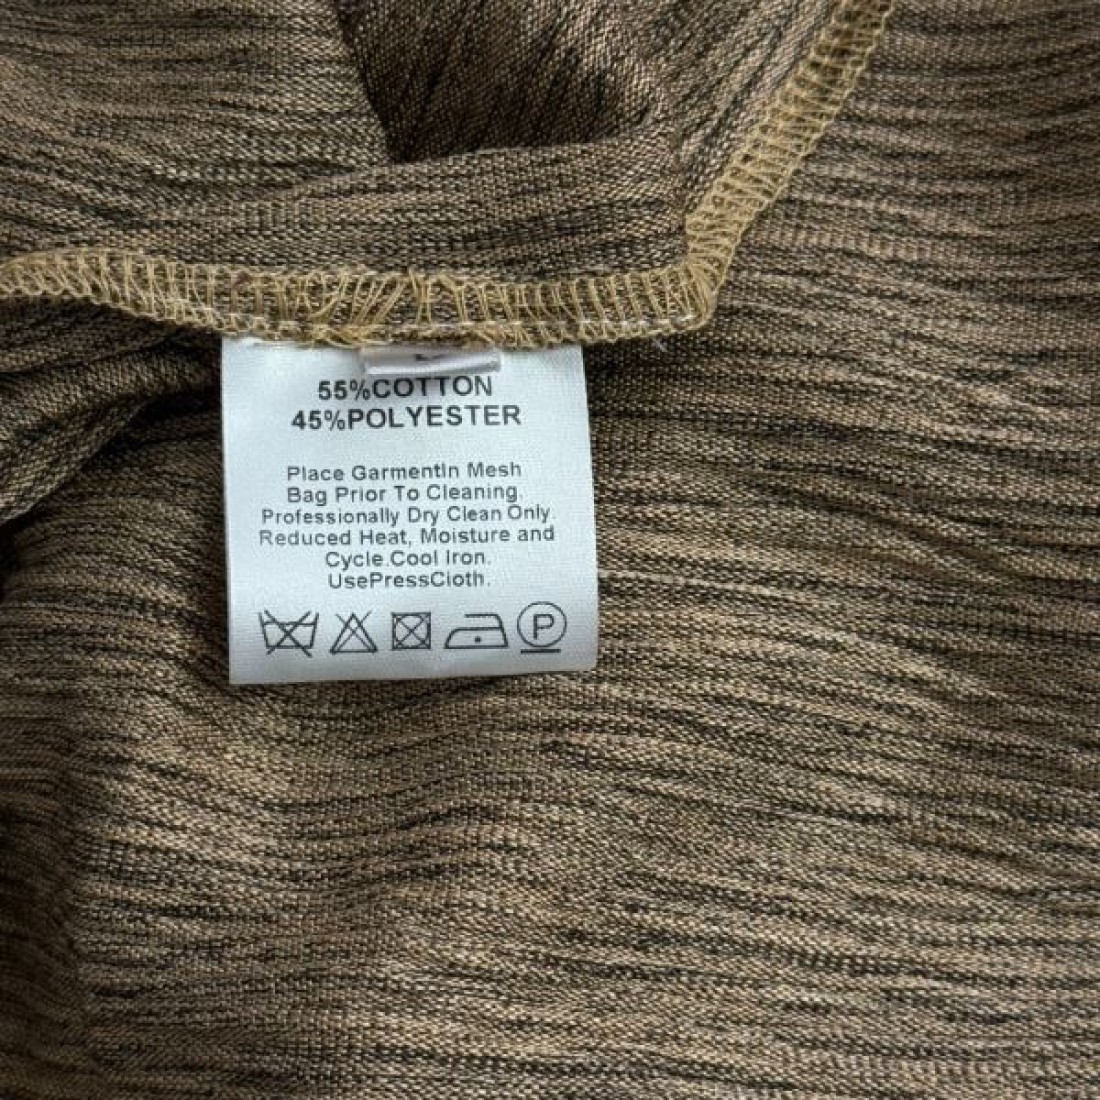 55%COTTON
45%POLYESTER
Place GarmentIn Mesh
Bag Prior To Cleaning.
Professionally Dry Clean Only.
Reduced Heat, Moisture and
Cycle.Cool Iron.
UsePressCloth.
P